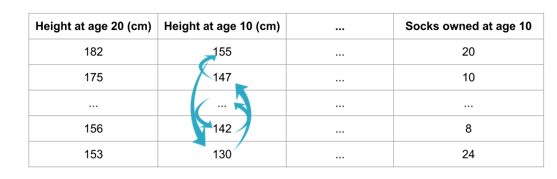 Height at age 20 (cm) Height at age 10 (cm) ... Socks owned at age 10
182 155 ... 20
175 147 ... 10
... ... ... ...
156 142 ... 8
153 130 ... 24